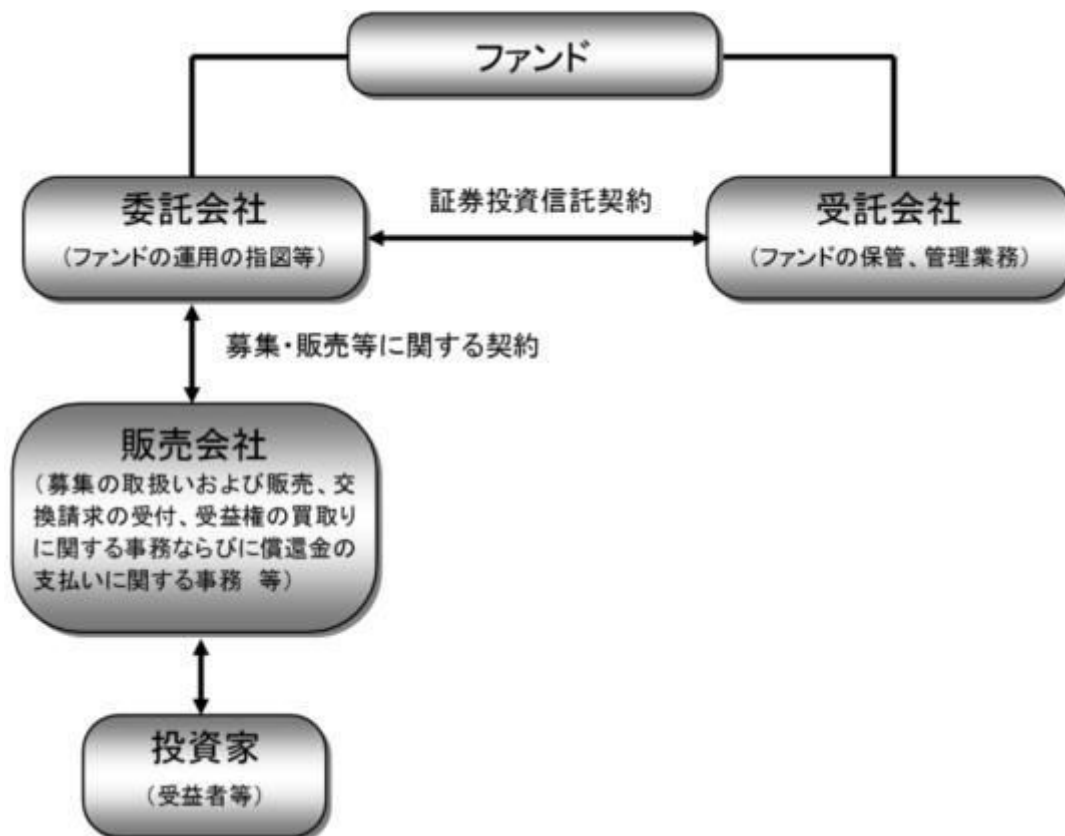 ファンド
委託会社
(ファンドの運用の指図等)
証券投資信託契約
受託会社
(ファンドの保管、管理業務)
募集・販売等に関する契約
販売会社
(募集の取扱いおよび販売、交
換請求の受付、受益権の買取り
に関する事務ならびに償還金の
支払いに関する事務 等)
投資家
(受益者等)